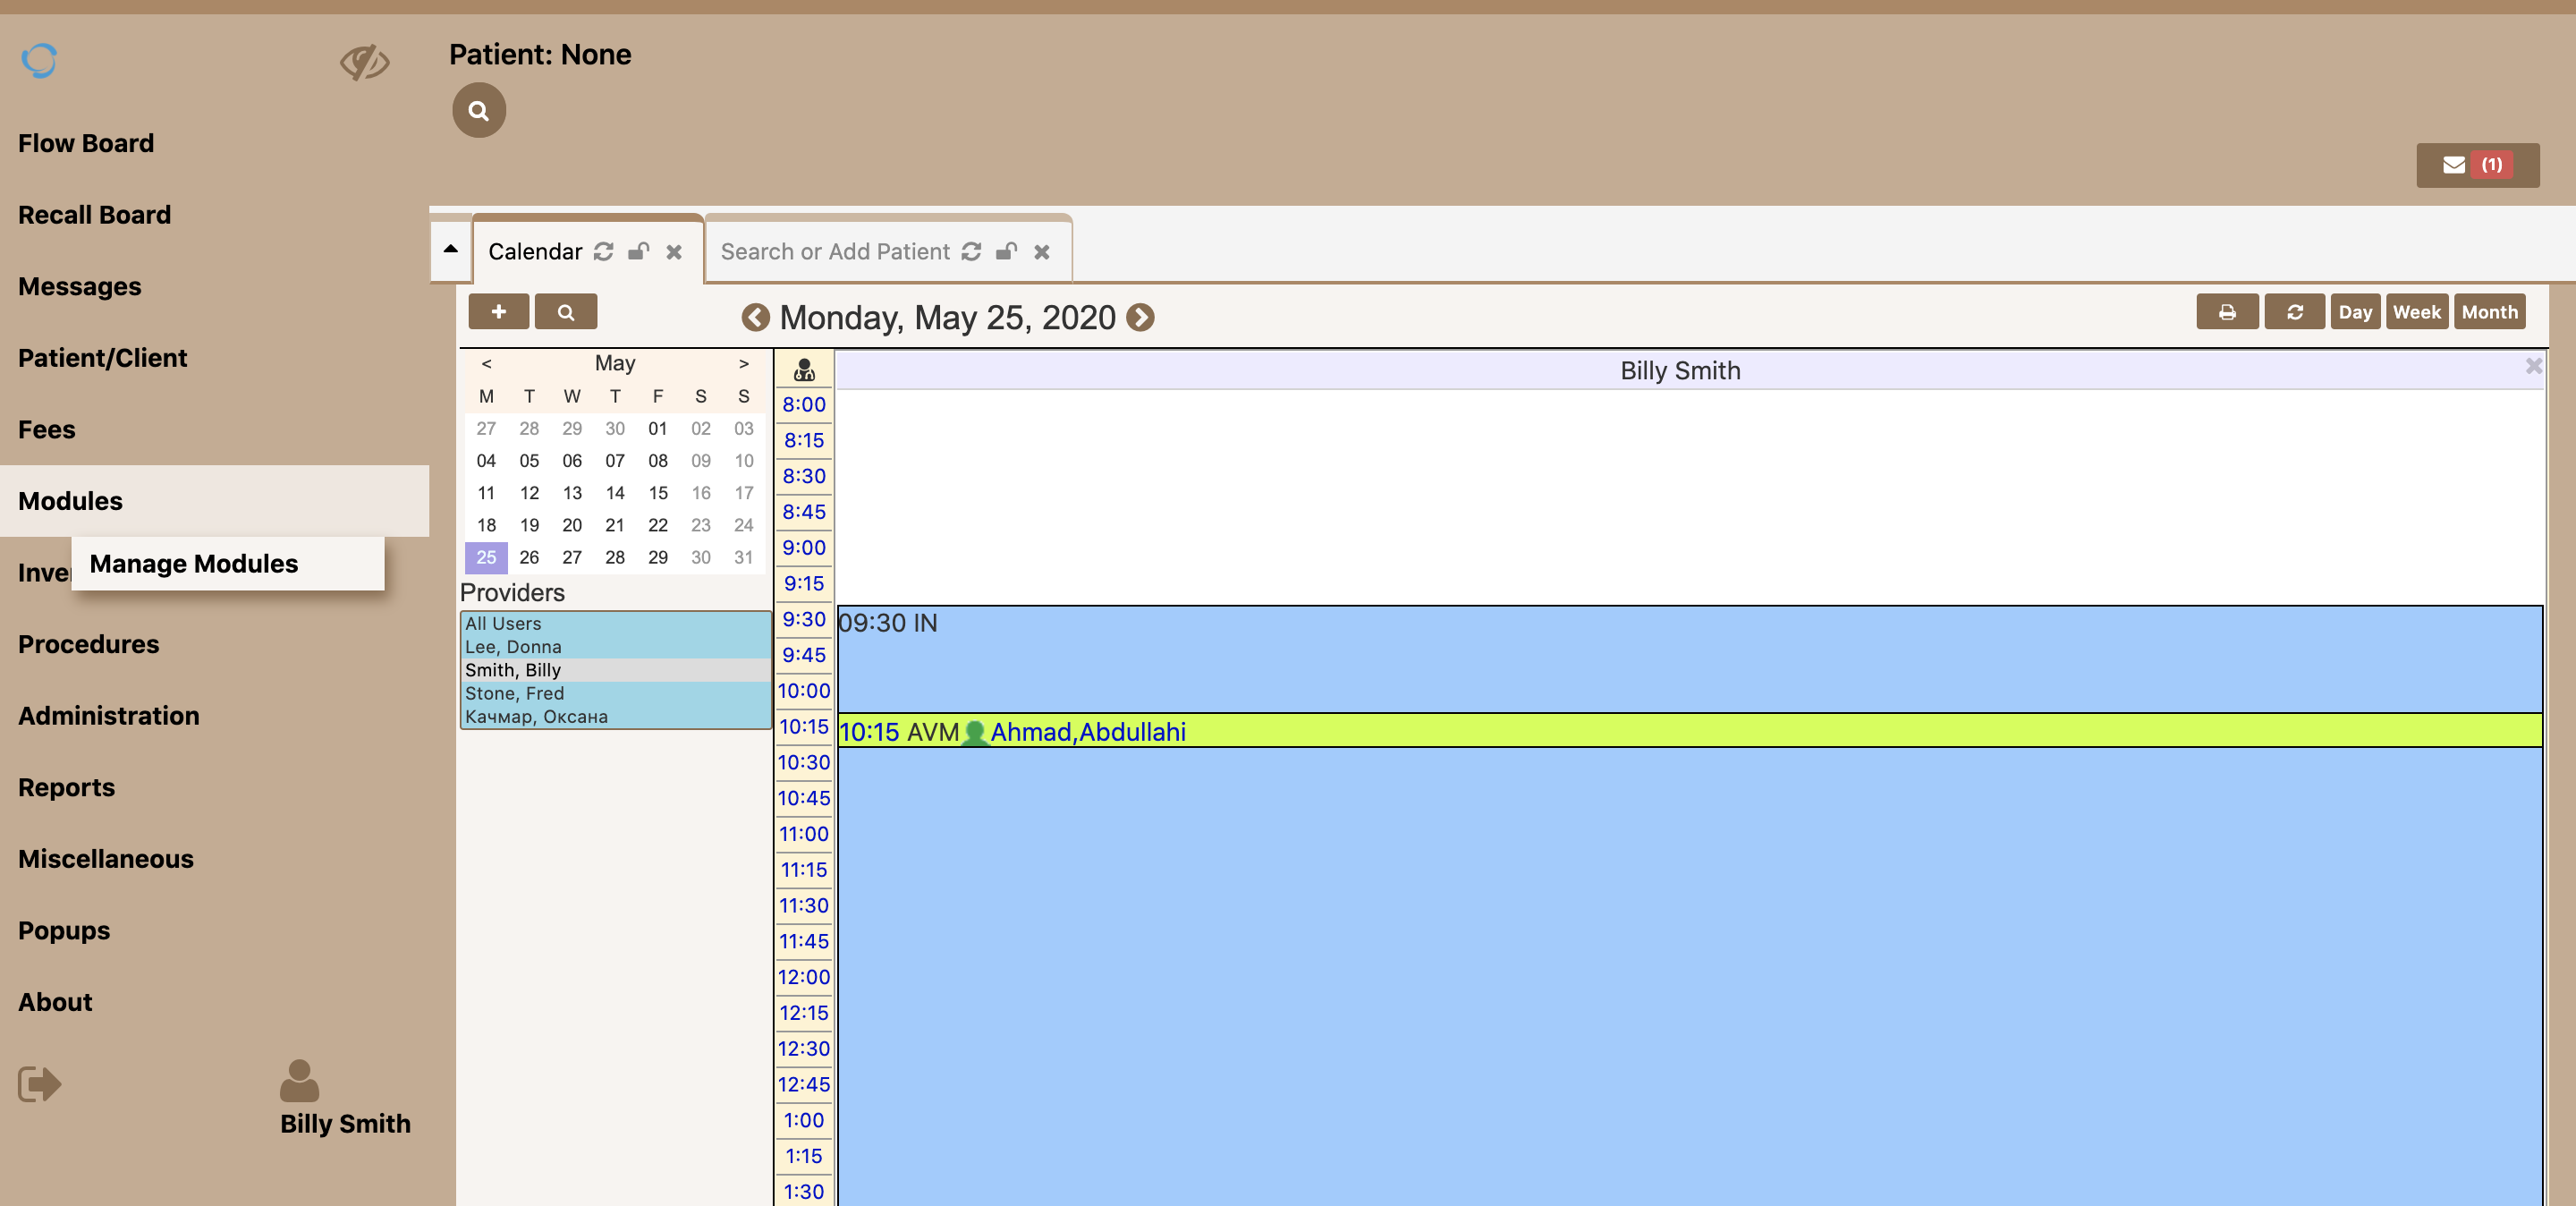 Patient: None
(1)
Flow Board
Recall Board
Messages
Patient/Client
Fees
Modules
Manage Modules
Procedures
Administration
Reports
Miscellaneous
Popups
About
Billy Smith
Calendar
Search or Add Patient
Monday, May 25, 2020
Day Week Month
< May >
M T W T F S S
27 28 29 30 01 02 03
04 05 06 07 08 09 10
11 12 13 14 15 16 17
18 19 20 21 22 23 24
25 26 27 28 29 30 31
Providers
All Users
Lee, Donna
Smith, Billy
Stone, Fred
Качмар, Оксана
Billy Smith
8:00
8:15
8:30
8:45
9:00
9:15
9:30
9:45
10:00
10:15
10:30
10:45
11:00
11:15
11:30
11:45
12:00
12:15
12:30
12:45
1:00
1:15
1:30
09:30 IN
10:15 AVM Ahmad,Abdullahi